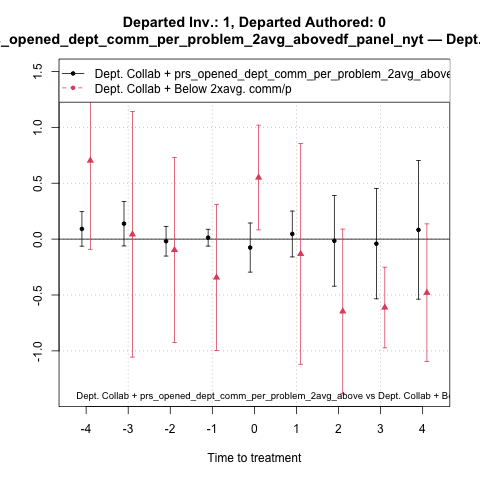 Departed Inv.: 1, Departed Authored: 0
s_opened_dept_comm_per_problem_2avg_abovedf_panel_nyt — Dept.
Dept. Collab + prs_opened_dept_comm_per_problem_2avg_above
Dept. Collab + Below 2xavg. comm/p
1.5
1.0
0.5
0.0
-0.5
-1.0
Dept. Collab + prs_opened_dept_comm_per_problem_2avg_above vs Dept. Collab + Be
-4 -3 -2 -1 0 1 2 3 4
Time to treatment